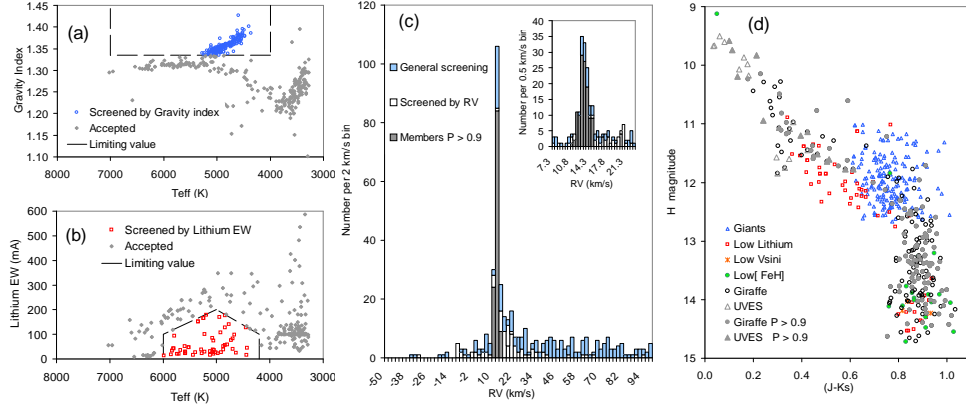 (a)
Gravity Index
1.45
1.40
1.35
1.30
1.25
1.20
1.15
1.10
Screened by Gravity index
Accepted
Limiting value
8000 7000 6000 5000 4000 3000
Teff (K)
(b)
Lithium EW (mA)
600
500
400
300
200
100
0
Screened by Lithium EW
Accepted
Limiting value
8000 7000 6000 5000 4000 3000
Teff (K)
(c)
Number per 2 km/s bin
120
100
80
60
40
20
0
General screening
Screened by RV
Members P > 0.9
-50 -38 -26 -14 -2 10 22 34 46 58 70 82 94
RV (km/s)
Number per 0.5 km/s bin
45
40
35
30
25
20
15
10
5
0
7.3 10.8 14.3 17.8 21.3
RV (km/s)
(d)
H magnitude
9
10
11
12
13
14
15
Giants
Low Lithium
Low Vsini
Low[ FeH]
Giraffe
UVES
Giraffe P > 0.9
UVES P > 0.9
0.0 0.2 0.4 0.6 0.8 1.0
(J-Ks)